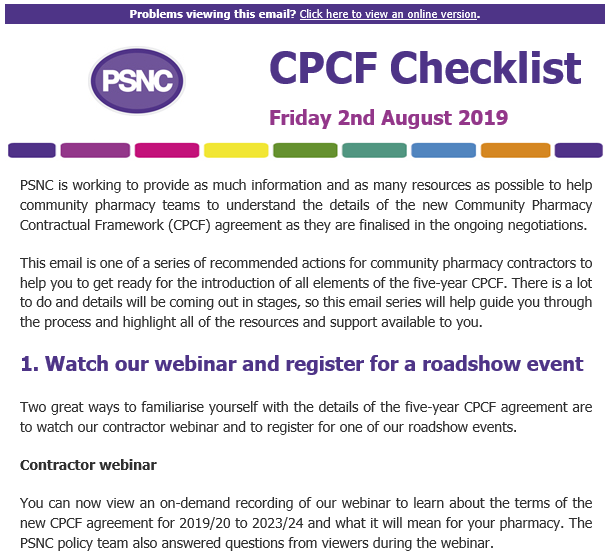 Problems viewing this email? Click here to view an online version.
PSNC
CPCF Checklist
Friday 2nd August 2019
PSNC is working to provide as much information and as many resources as possible to help
community pharmacy teams to understand the details of the new Community Pharmacy
Contractual Framework (CPCF) agreement as they are finalised in the ongoing negotiations.
This email is one of a series of recommended actions for community pharmacy contractors to
help you to get ready for the introduction of all elements of the five-year CPCF. There is a lot
to do and details will be coming out in stages, so this email series will help guide you through
the process and highlight all of the resources and support available to you.
1. Watch our webinar and register for a roadshow event
Two great ways to familiarise yourself with the details of the five-year CPCF agreement are
to watch our contractor webinar and to register for one of our roadshow events.
Contractor webinar
You can now view an on-demand recording of our webinar to learn about the terms of the
new CPCF agreement for 2019/20 to 2023/24 and what it will mean for your pharmacy. The
PSNC policy team also answered questions from viewers during the webinar.